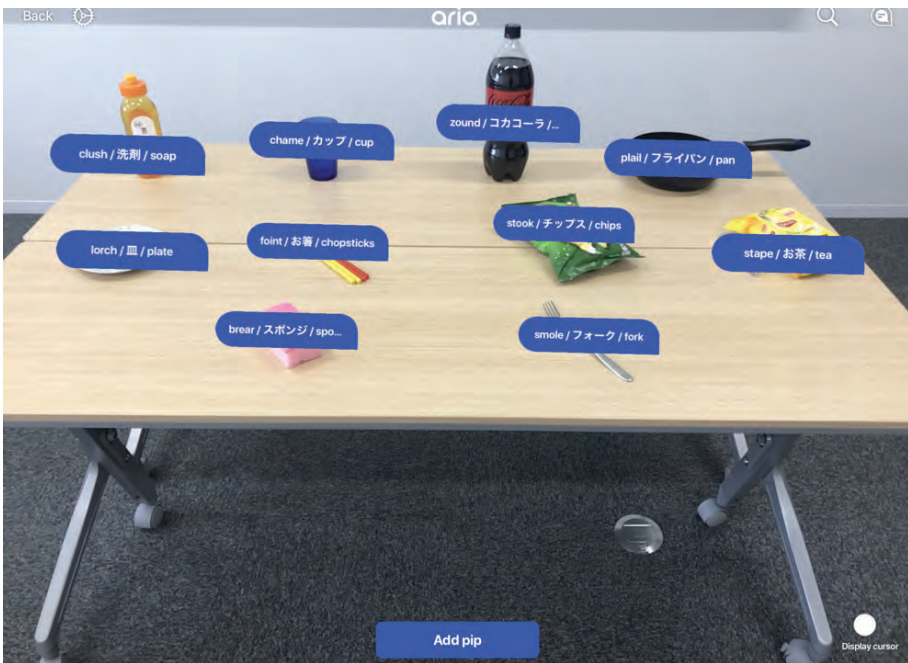 Back
ario
zound / コカコーラ /...
chame / カップ / cup
clush / 洗剤 / soap
plail / フライパン / pan
stook / チップス / chips
foint / お箸 / chopsticks
lorch / 皿 / plate
stape / お茶 / tea
brear / スポンジ / spo...
smole / フォーク / fork
Add pip
Display cursor